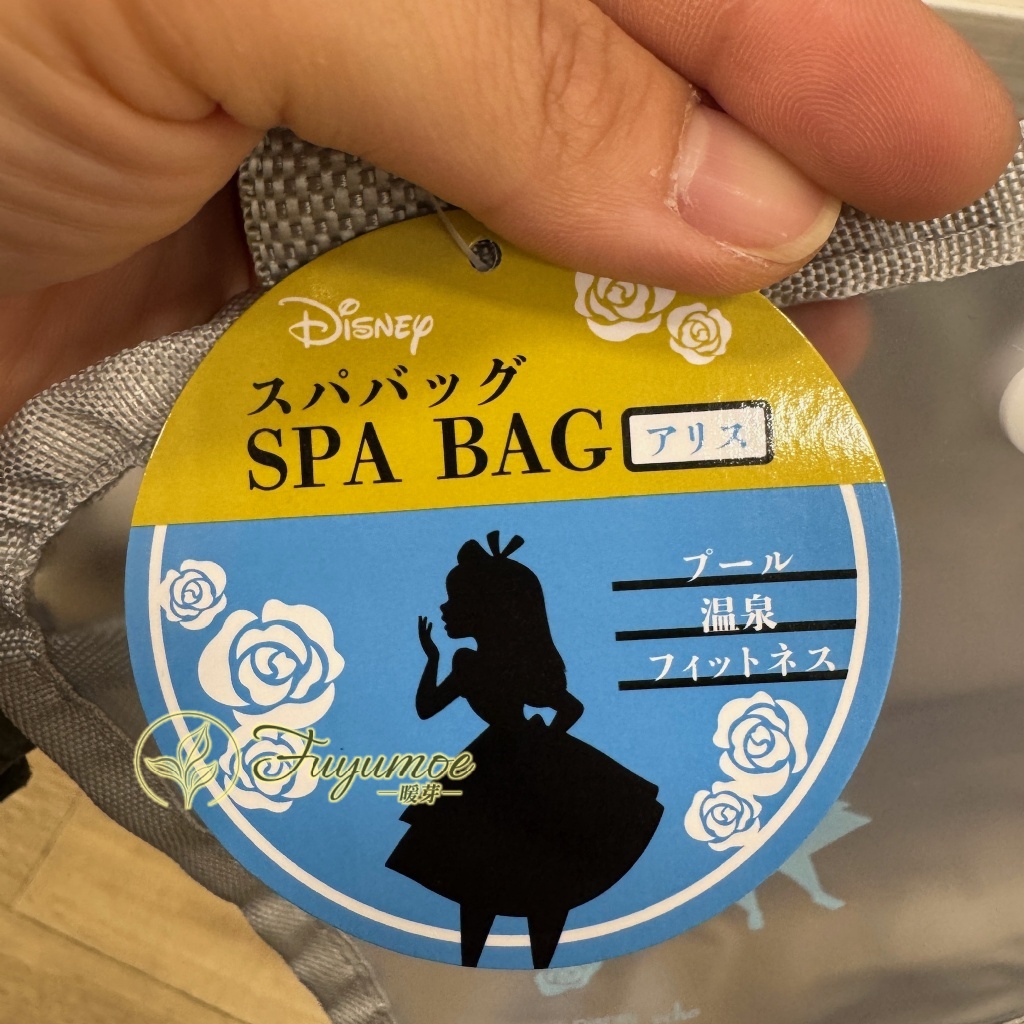 Disney
スパバッグ
SPA BAG アリス
プール
温泉
フィットネス
Fuyumoe
暖芽